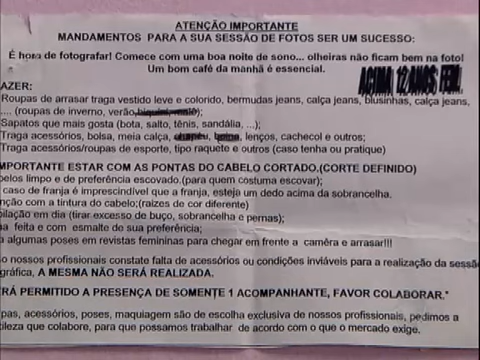 ATENÇÃO IMPORTANTE
MANDAMENTOS PARA A SUA SESSÃO DE FOTOS SER UM SUCESSO:
É hora de fotografar! Comece com uma boa noite de sono... olheiras não ficam bem na foto!
Um bom café da manhã é essencial.
ACIMA 12 ANOS FEM.
AZER:
Roupas de arrasar traga vestido leve e colorido, bermudas jeans, calça jeans, blusinhas, calça jeans,
.... (roupas de inverno, verão,
Sapatos que mais gosta (bota, salto, tênis, sandália, ...);
Traga acessórios, bolsa, meia calça, lenços, cachecol e outros;
Traga acessórios/roupas de esporte, tipo raquete e outros (caso tenha ou pratique)
MPORTANTE ESTAR COM AS PONTAS DO CABELO CORTADO.(CORTE DEFINIDO)
belos limpo e de preferência escovado.(para quem costuma escovar);
caso de franja é imprescindível que a franja, esteja um dedo acima da sobrancelha.
nção com a tintura do cabelo;(raizes de cor diferente)
pilação em dia (tirar excesso de buço, sobrancelha e pernas);
a feita e com esmalte de sua preferência;
a algumas poses em revistas femininas para chegar em frente a camêra e arrasar!!!
o nossos profissionais constate falta de acessórios ou condições inviáveis para a realização da sessã
gráfica, A MESMA NÃO SERÁ REALIZADA.
ERÁ PERMITIDO A PRESENÇA DE SOMENTE 1 ACOMPANHANTE, FAVOR COLABORAR."
pas, acessórios, poses, maquiagem são de escolha exclusiva de nossos profissionais, pedimos a
ileza que colabore, para que possamos trabalhar de acordo com o que o mercado exige.